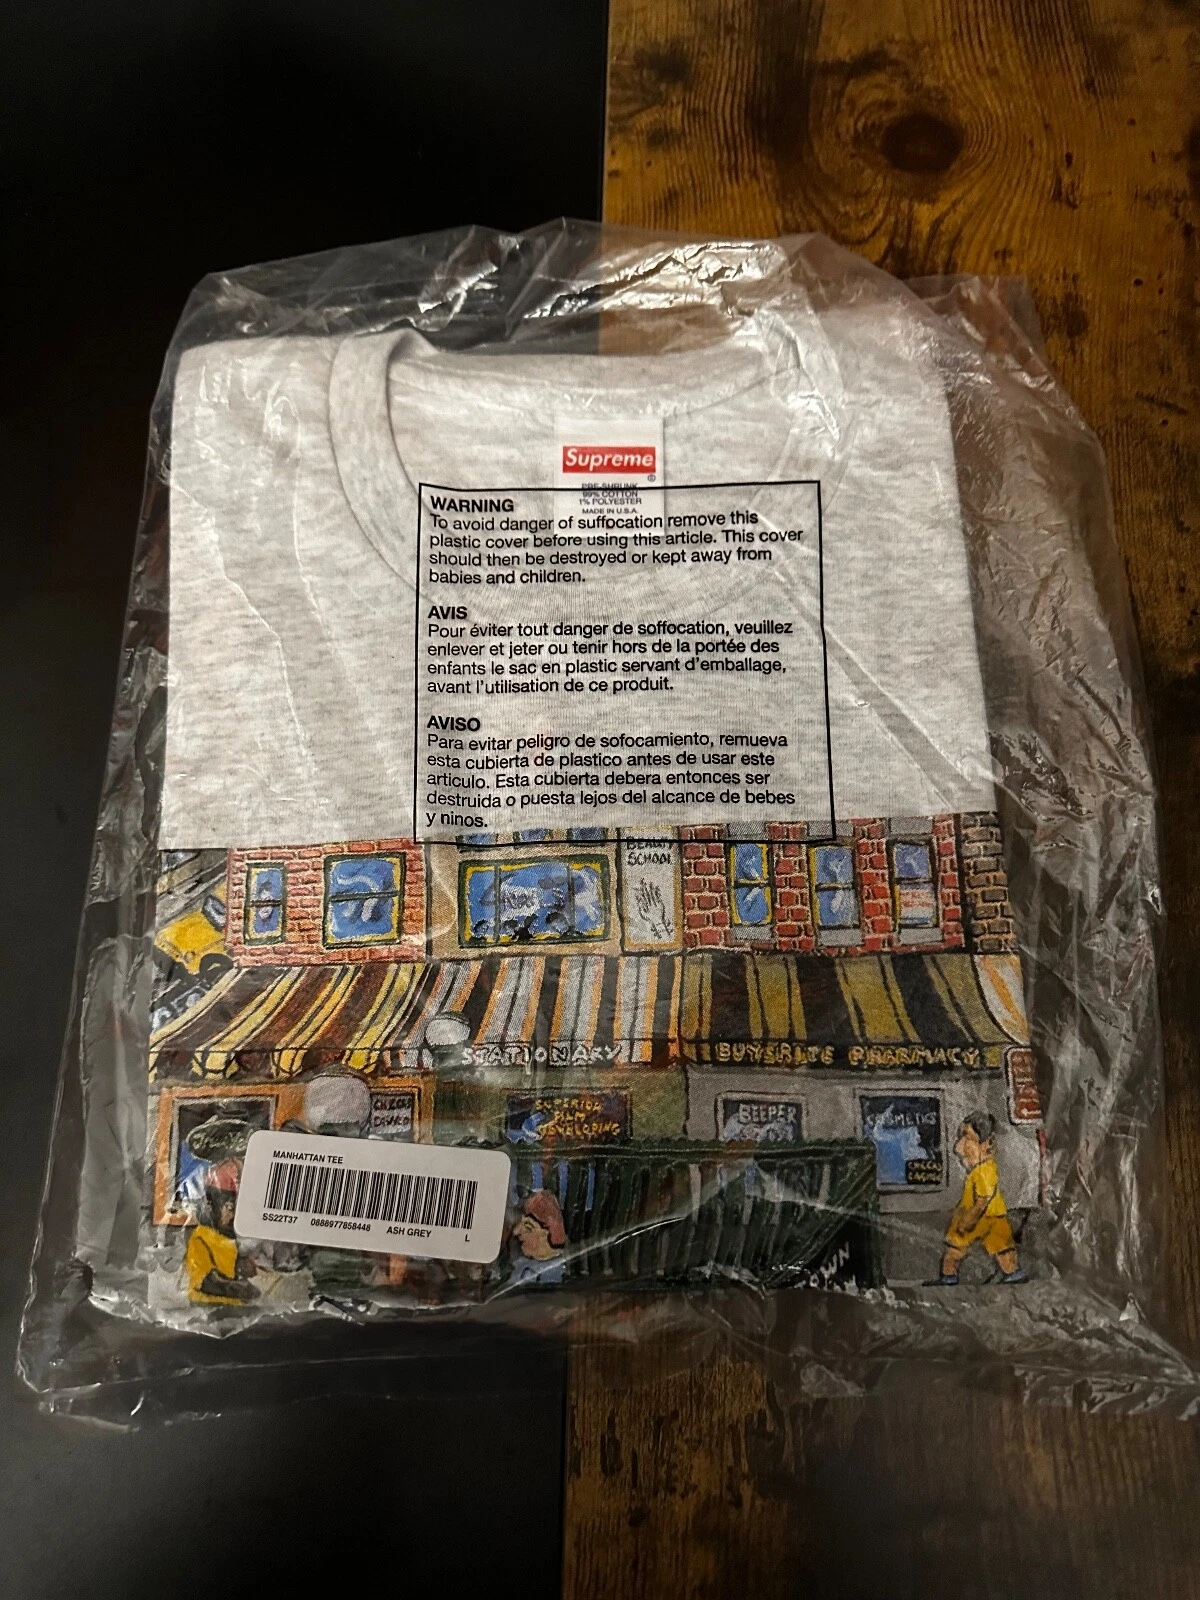 Supreme
®
PRE-SHRUNK
99% COTTON
1% POLYESTER
MADE IN U.S.A.
WARNING
To avoid danger of suffocation remove this
plastic cover before using this article. This cover
should then be destroyed or kept away from
babies and children.
AVIS
Pour éviter tout danger de soffocation, veuillez
enlever et jeter ou tenir hors de la portée des
enfants le sac en plastic servant d'emballage,
avant l'utilisation de ce produit.
AVISO
Para evitar peligro de sofocamiento, remueva
esta cubierta de plastico antes de usar este
articulo. Esta cubierta debera entonces ser
destruida o puesta lejos del alcance de bebes
y ninos.
BEAUTY
SCHOOL
STATIONARY
BUYERITE PHARMACY
CHECKS
CASHED
SUPERIOR
FILM
DEVELOPING
BEEPER
COSMETICS
MANHATTAN TEE
SS22T37 0888977858448 ASH GREY L